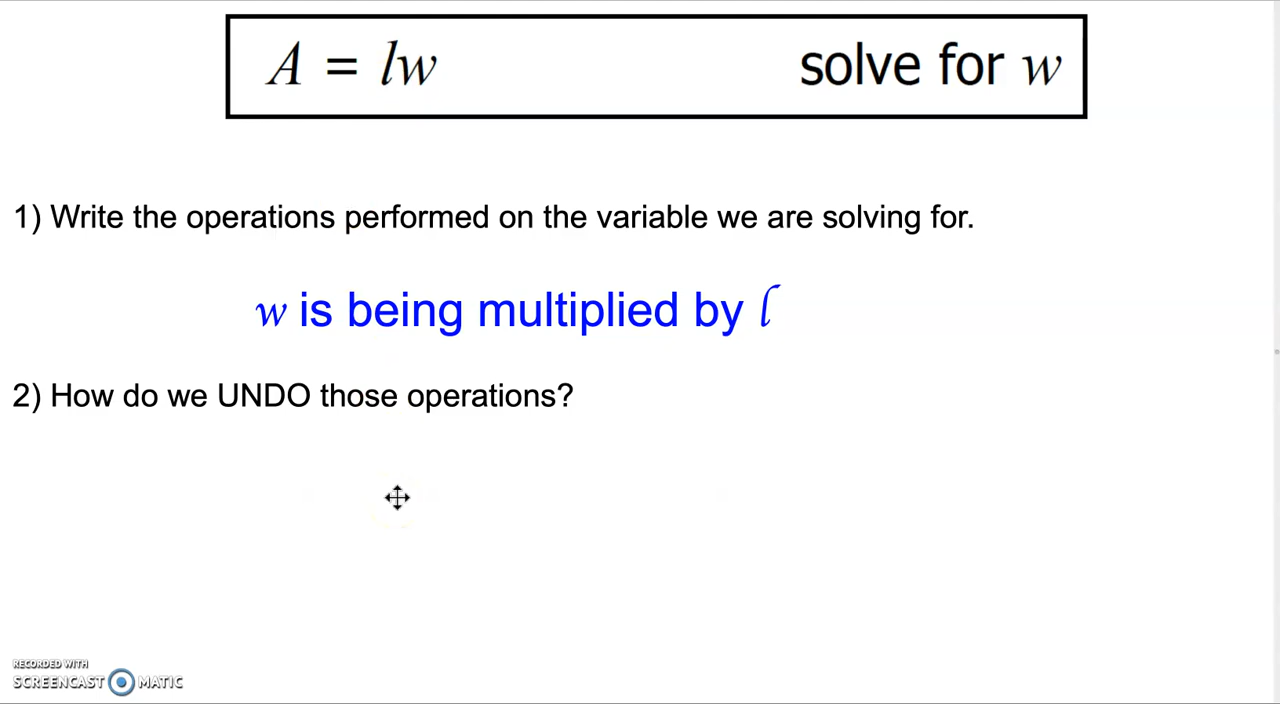 A = lw solve for w
1) Write the operations performed on the variable we are solving for.
w is being multiplied by l
2) How do we UNDO those operations?
RECORDED WITH
SCREENCAST MATIC